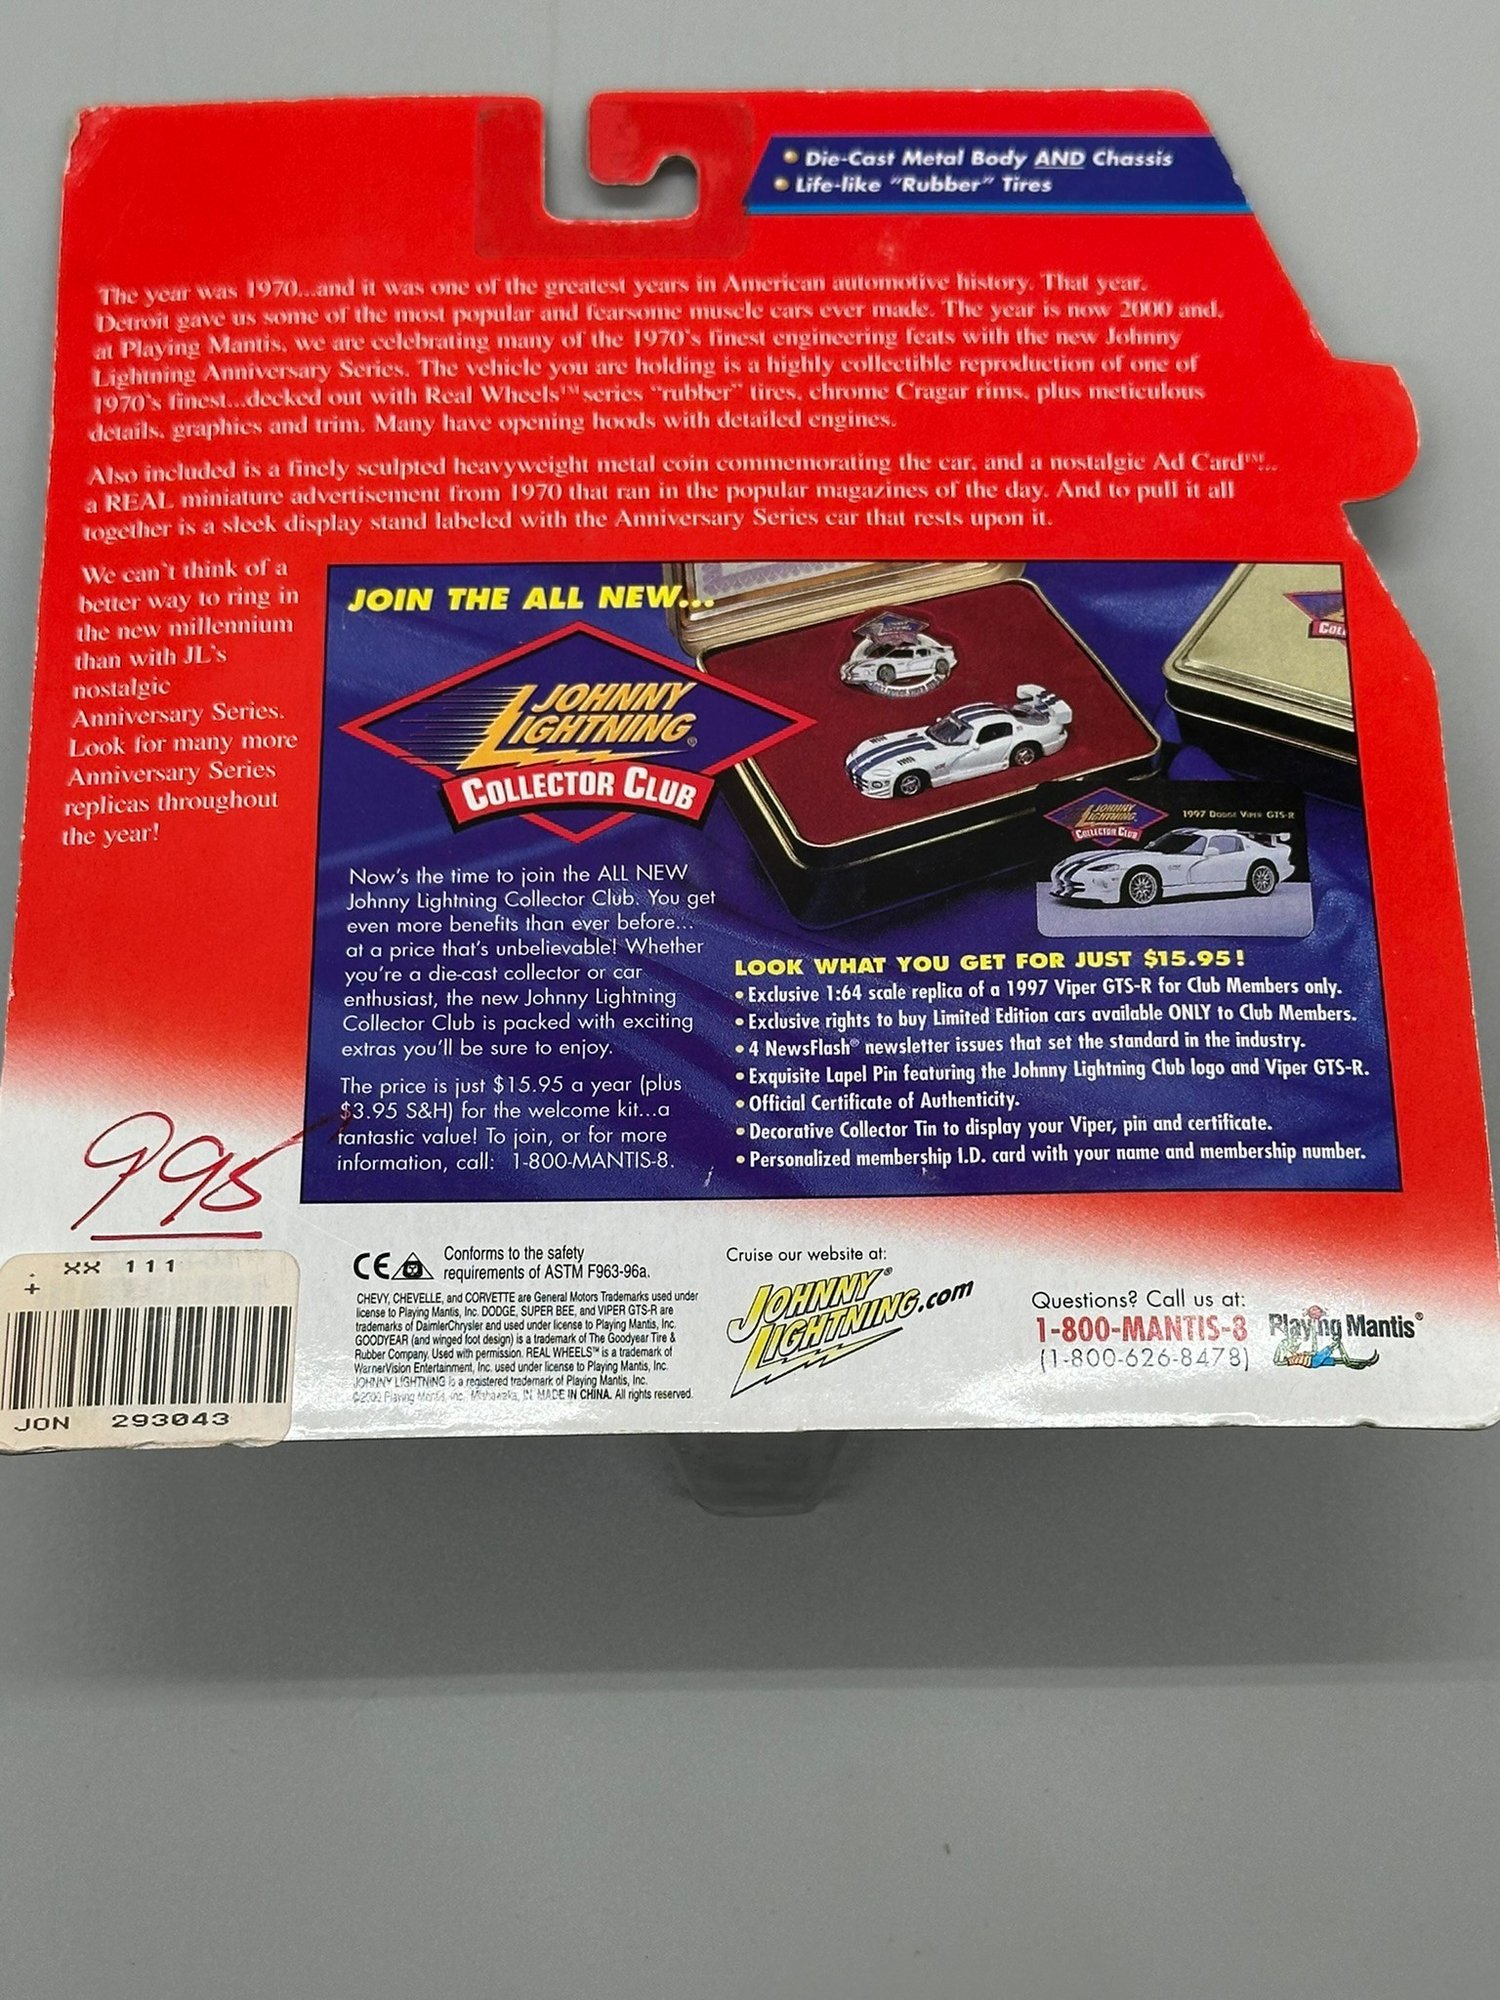 • Die-Cast Metal Body AND Chassis
• Life-like "Rubber" Tires
The year was 1970...and it was one of the greatest years in American automotive history. That year,
Detroit gave us some of the most popular and fearsome muscle cars ever made. The year is now 2000 and,
at Playing Mantis, we are celebrating many of the 1970's finest engineering feats with the new Johnny
Lightning Anniversary Series. The vehicle you are holding is a highly collectible reproduction of one of
1970's finest...decked out with Real Wheels™ series "rubber" tires, chrome Cragar rims, plus meticulous
details, graphics and trim. Many have opening hoods with detailed engines.
Also included is a finely sculpted heavyweight metal coin commemorating the car, and a nostalgic Ad Card™...
a REAL miniature advertisement from 1970 that ran in the popular magazines of the day. And to pull it all
together is a sleek display stand labeled with the Anniversary Series car that rests upon it.
We can't think of a
better way to ring in
the new millennium
than with JL's
nostalgic
Anniversary Series.
Look for many more
Anniversary Series
replicas throughout
the year!
JOIN THE ALL NEW...
JOHNNY
LIGHTNING®
COLLECTOR CLUB
JOHNNY
LIGHTNING
COLLECTOR CLUB
1997 DODGE VIPER GTS-R
Now's the time to join the ALL NEW
Johnny Lightning Collector Club. You get
even more benefits than ever before...
at a price that's unbelievable! Whether
you're a die-cast collector or car
enthusiast, the new Johnny Lightning
Collector Club is packed with exciting
extras you'll be sure to enjoy.
The price is just $15.95 a year (plus
$3.95 S&H) for the welcome kit...a
fantastic value! To join, or for more
information, call: 1-800-MANTIS-8.
LOOK WHAT YOU GET FOR JUST $15.95!
• Exclusive 1:64 scale replica of a 1997 Viper GTS-R for Club Members only.
• Exclusive rights to buy Limited Edition cars available ONLY to Club Members.
• 4 NewsFlash® newsletter issues that set the standard in the industry.
• Exquisite Lapel Pin featuring the Johnny Lightning Club logo and Viper GTS-R.
• Official Certificate of Authenticity.
• Decorative Collector Tin to display your Viper, pin and certificate.
• Personalized membership I.D. card with your name and membership number.
995
XX 111
+
JON 293043
CE
Conforms to the safety
requirements of ASTM F963-96a.
CHEVY, CHEVELLE, and CORVETTE are General Motors Trademarks used under
license to Playing Mantis, Inc. DODGE, SUPER BEE, and VIPER GTS-R are
trademarks of DaimlerChrysler and used under license to Playing Mantis, Inc.
GOODYEAR (and winged foot design) is a trademark of The Goodyear Tire &
Rubber Company. Used with permission. REAL WHEELS™ is a trademark of
WarnerVision Entertainment, Inc. used under license to Playing Mantis, Inc.
JOHNNY LIGHTNING is a registered trademark of Playing Mantis, Inc.
©2000 Playing Mantis, Inc. Mishawaka, IN MADE IN CHINA. All rights reserved.
Cruise our website at:
JOHNNY®
LIGHTNING.com
Questions? Call us at:
1-800-MANTIS-8
(1-800-626-8478)
Playing Mantis®